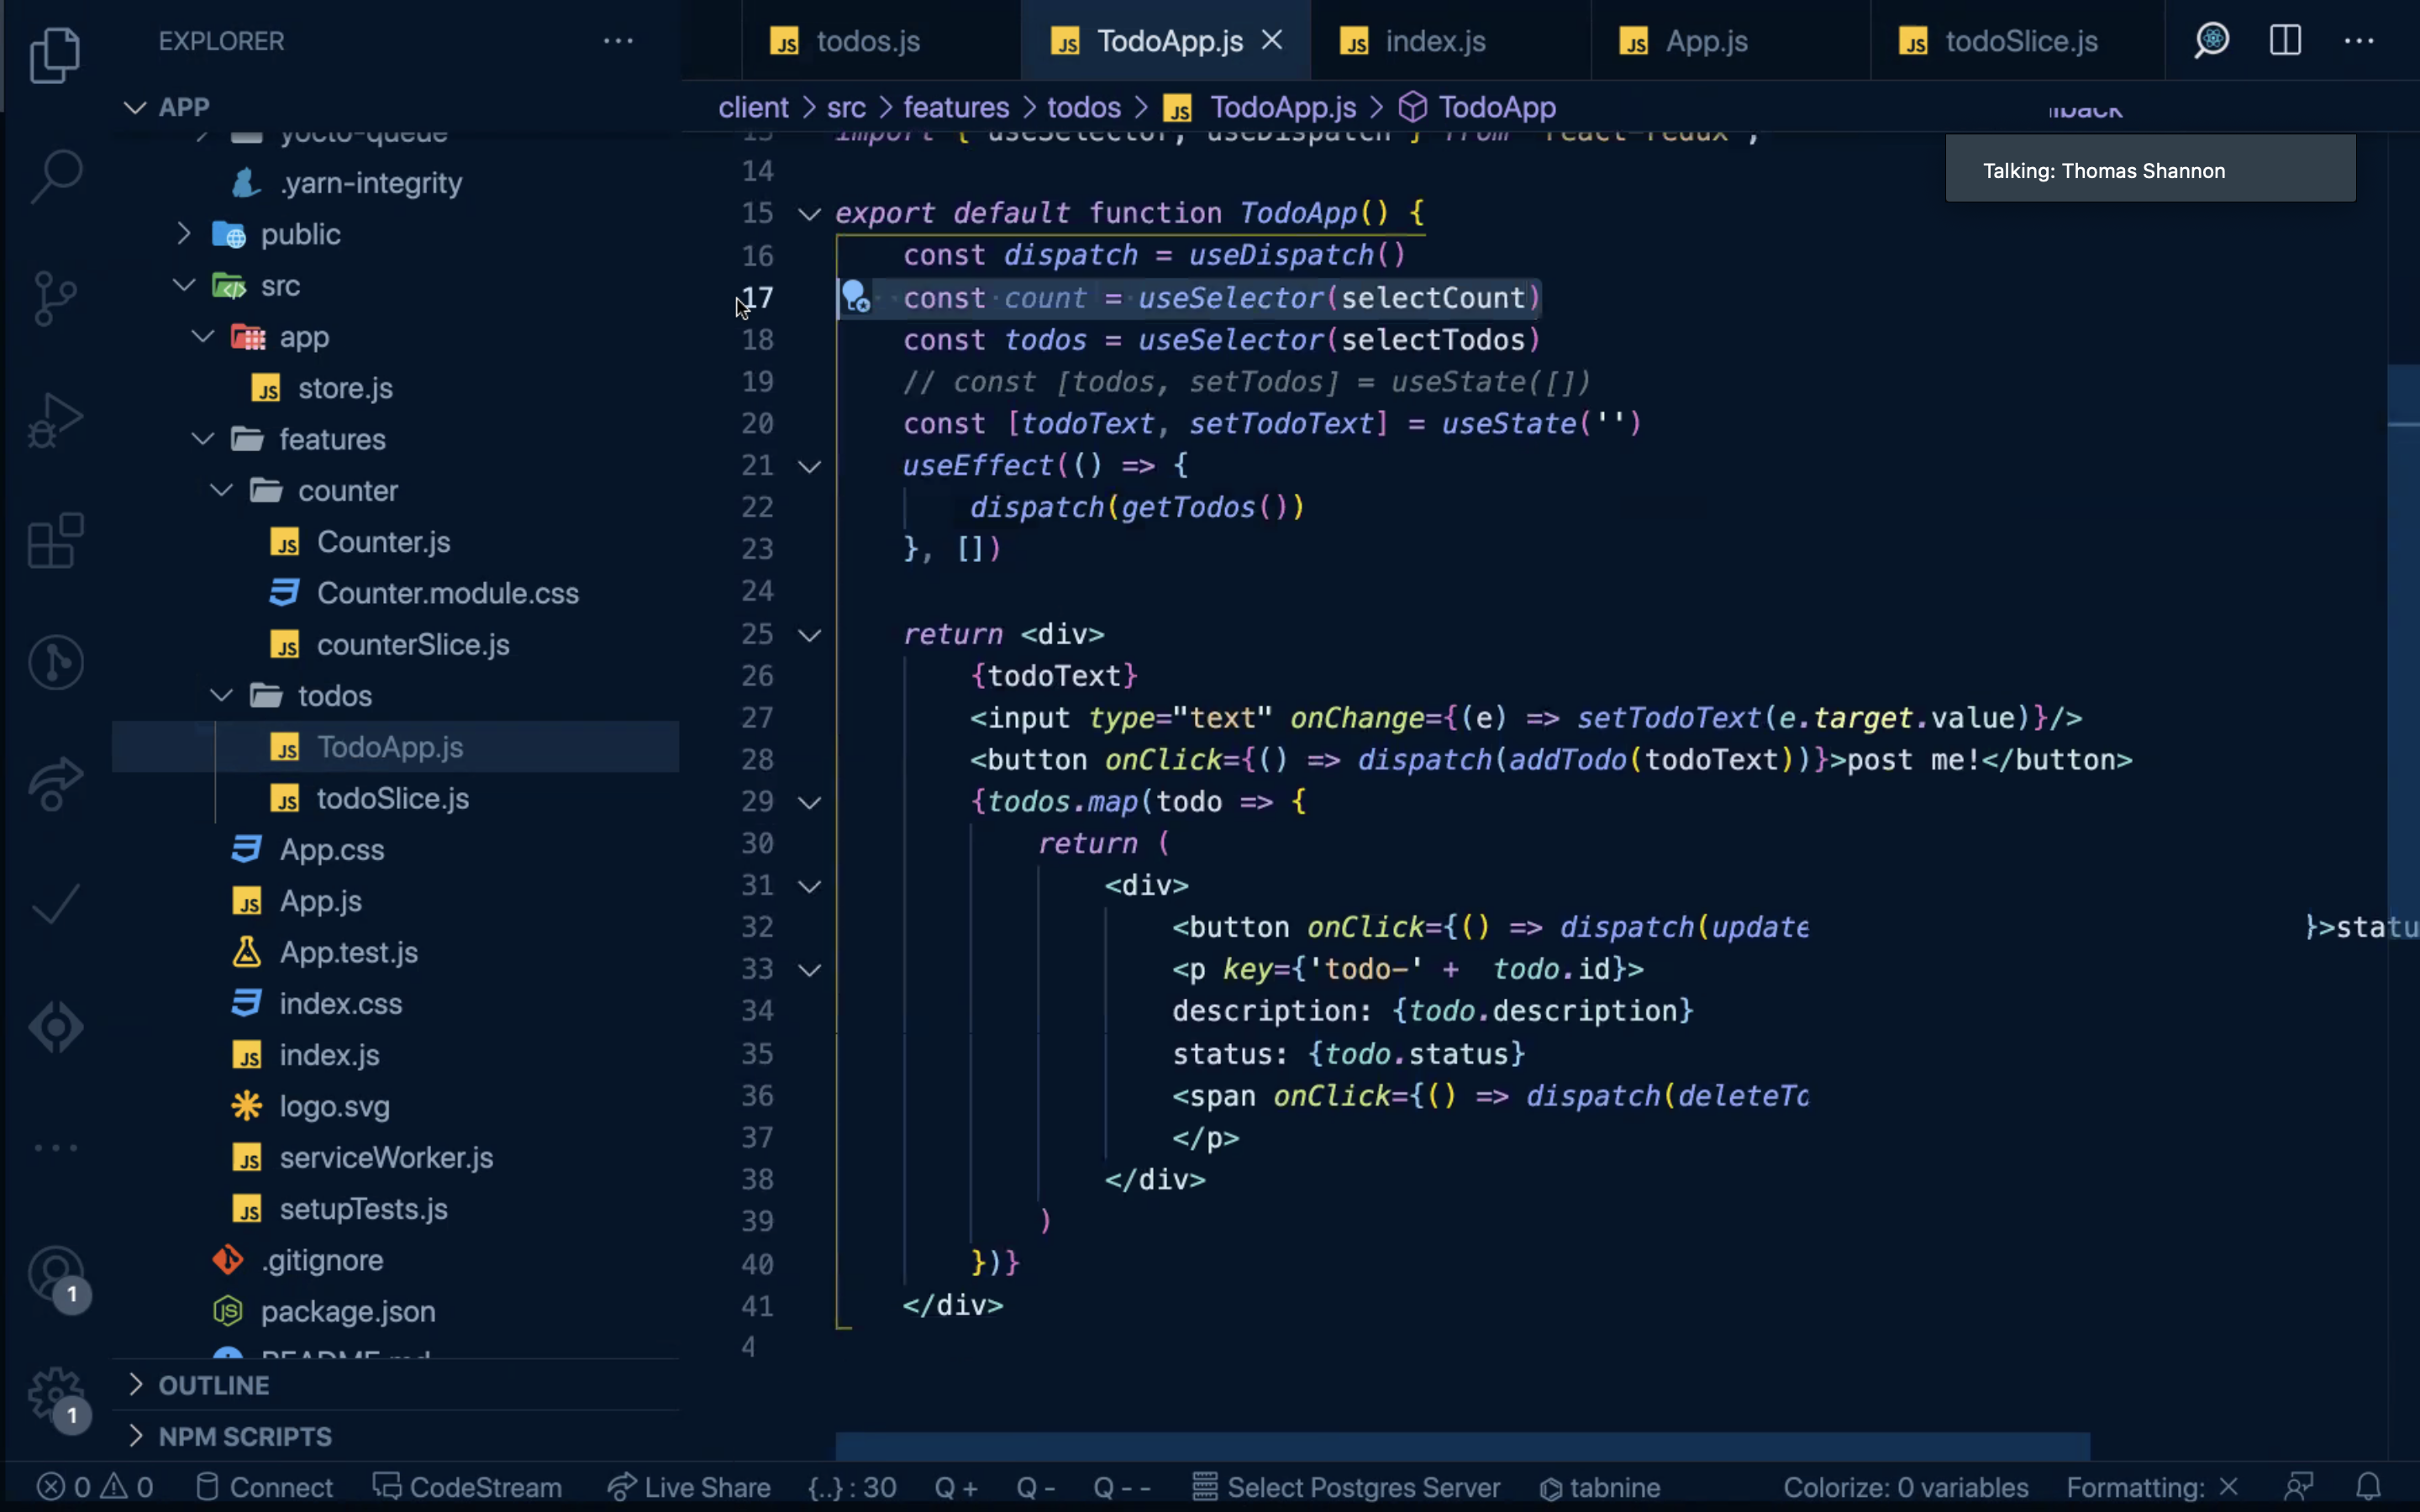 EXPLORER
todos.js
TodoApp.js
index.js
App.js
todoSlice.js
APP
client > src > features > todos > TodoApp.js > TodoApp
Talking: Thomas Shannon
yocto-queue
.yarn-integrity
public
src
app
store.js
features
counter
Counter.js
Counter.module.css
counterSlice.js
todos
TodoApp.js
todoSlice.js
App.css
App.js
App.test.js
index.css
index.js
logo.svg
serviceWorker.js
setupTests.js
.gitignore
package.json
README.md
OUTLINE
NPM SCRIPTS
1
1
13 import { useSelector, useDispatch } from 'react-redux';
14
15 export default function TodoApp() {
16 const dispatch = useDispatch()
17 const count = useSelector(selectCount)
18 const todos = useSelector(selectTodos)
19 // const [todos, setTodos] = useState([])
20 const [todoText, setTodoText] = useState('')
21 useEffect(() => {
22 dispatch(getTodos())
23 }, [])
24
25 return <div>
26 {todoText}
27 <input type="text" onChange={(e) => setTodoText(e.target.value)}/>
28 <button onClick={() => dispatch(addTodo(todoText))}>post me!</button>
29 {todos.map(todo => {
30 return (
31 <div>
32 <button onClick={() => dispatch(update }>statu
33 <p key={'todo-' + todo.id}>
34 description: {todo.description}
35 status: {todo.status}
36 <span onClick={() => dispatch(deleteTo
37 </p>
38 </div>
39 )
40 })}
41 </div>
4
0 0 Connect CodeStream Live Share {..} : 30 Q + Q - Q - - Select Postgres Server tabnine Colorize: 0 variables Formatting: ×